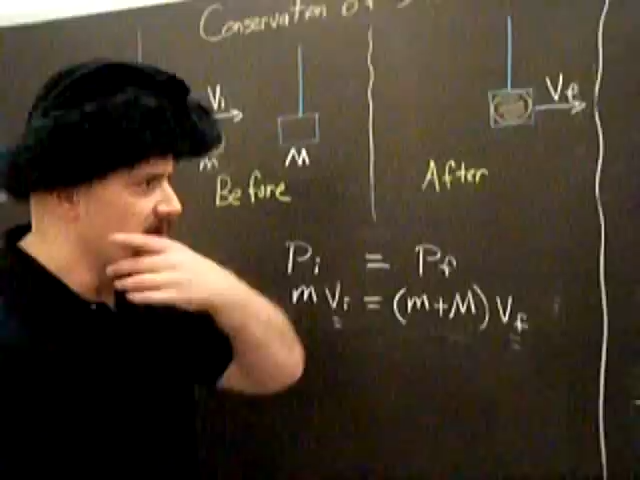 Conservation of
Vi
m
M
Vf
Before
After
Pi = Pf
m Vi = (m+M) Vf